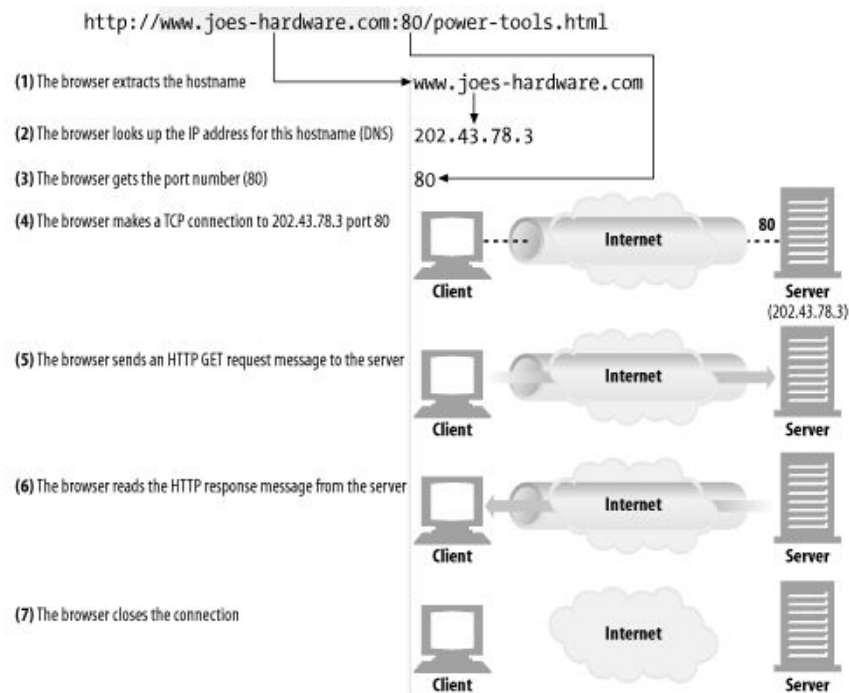 http://www.joes-hardware.com:80/power-tools.html
(1) The browser extracts the hostname
www.joes-hardware.com
(2) The browser looks up the IP address for this hostname (DNS)
202.43.78.3
(3) The browser gets the port number (80)
80
(4) The browser makes a TCP connection to 202.43.78.3 port 80
Internet
80
Client
Server
(202.43.78.3)
(5) The browser sends an HTTP GET request message to the server
Internet
Client
Server
(6) The browser reads the HTTP response message from the server
Internet
Client
Server
(7) The browser closes the connection
Internet
Client
Server